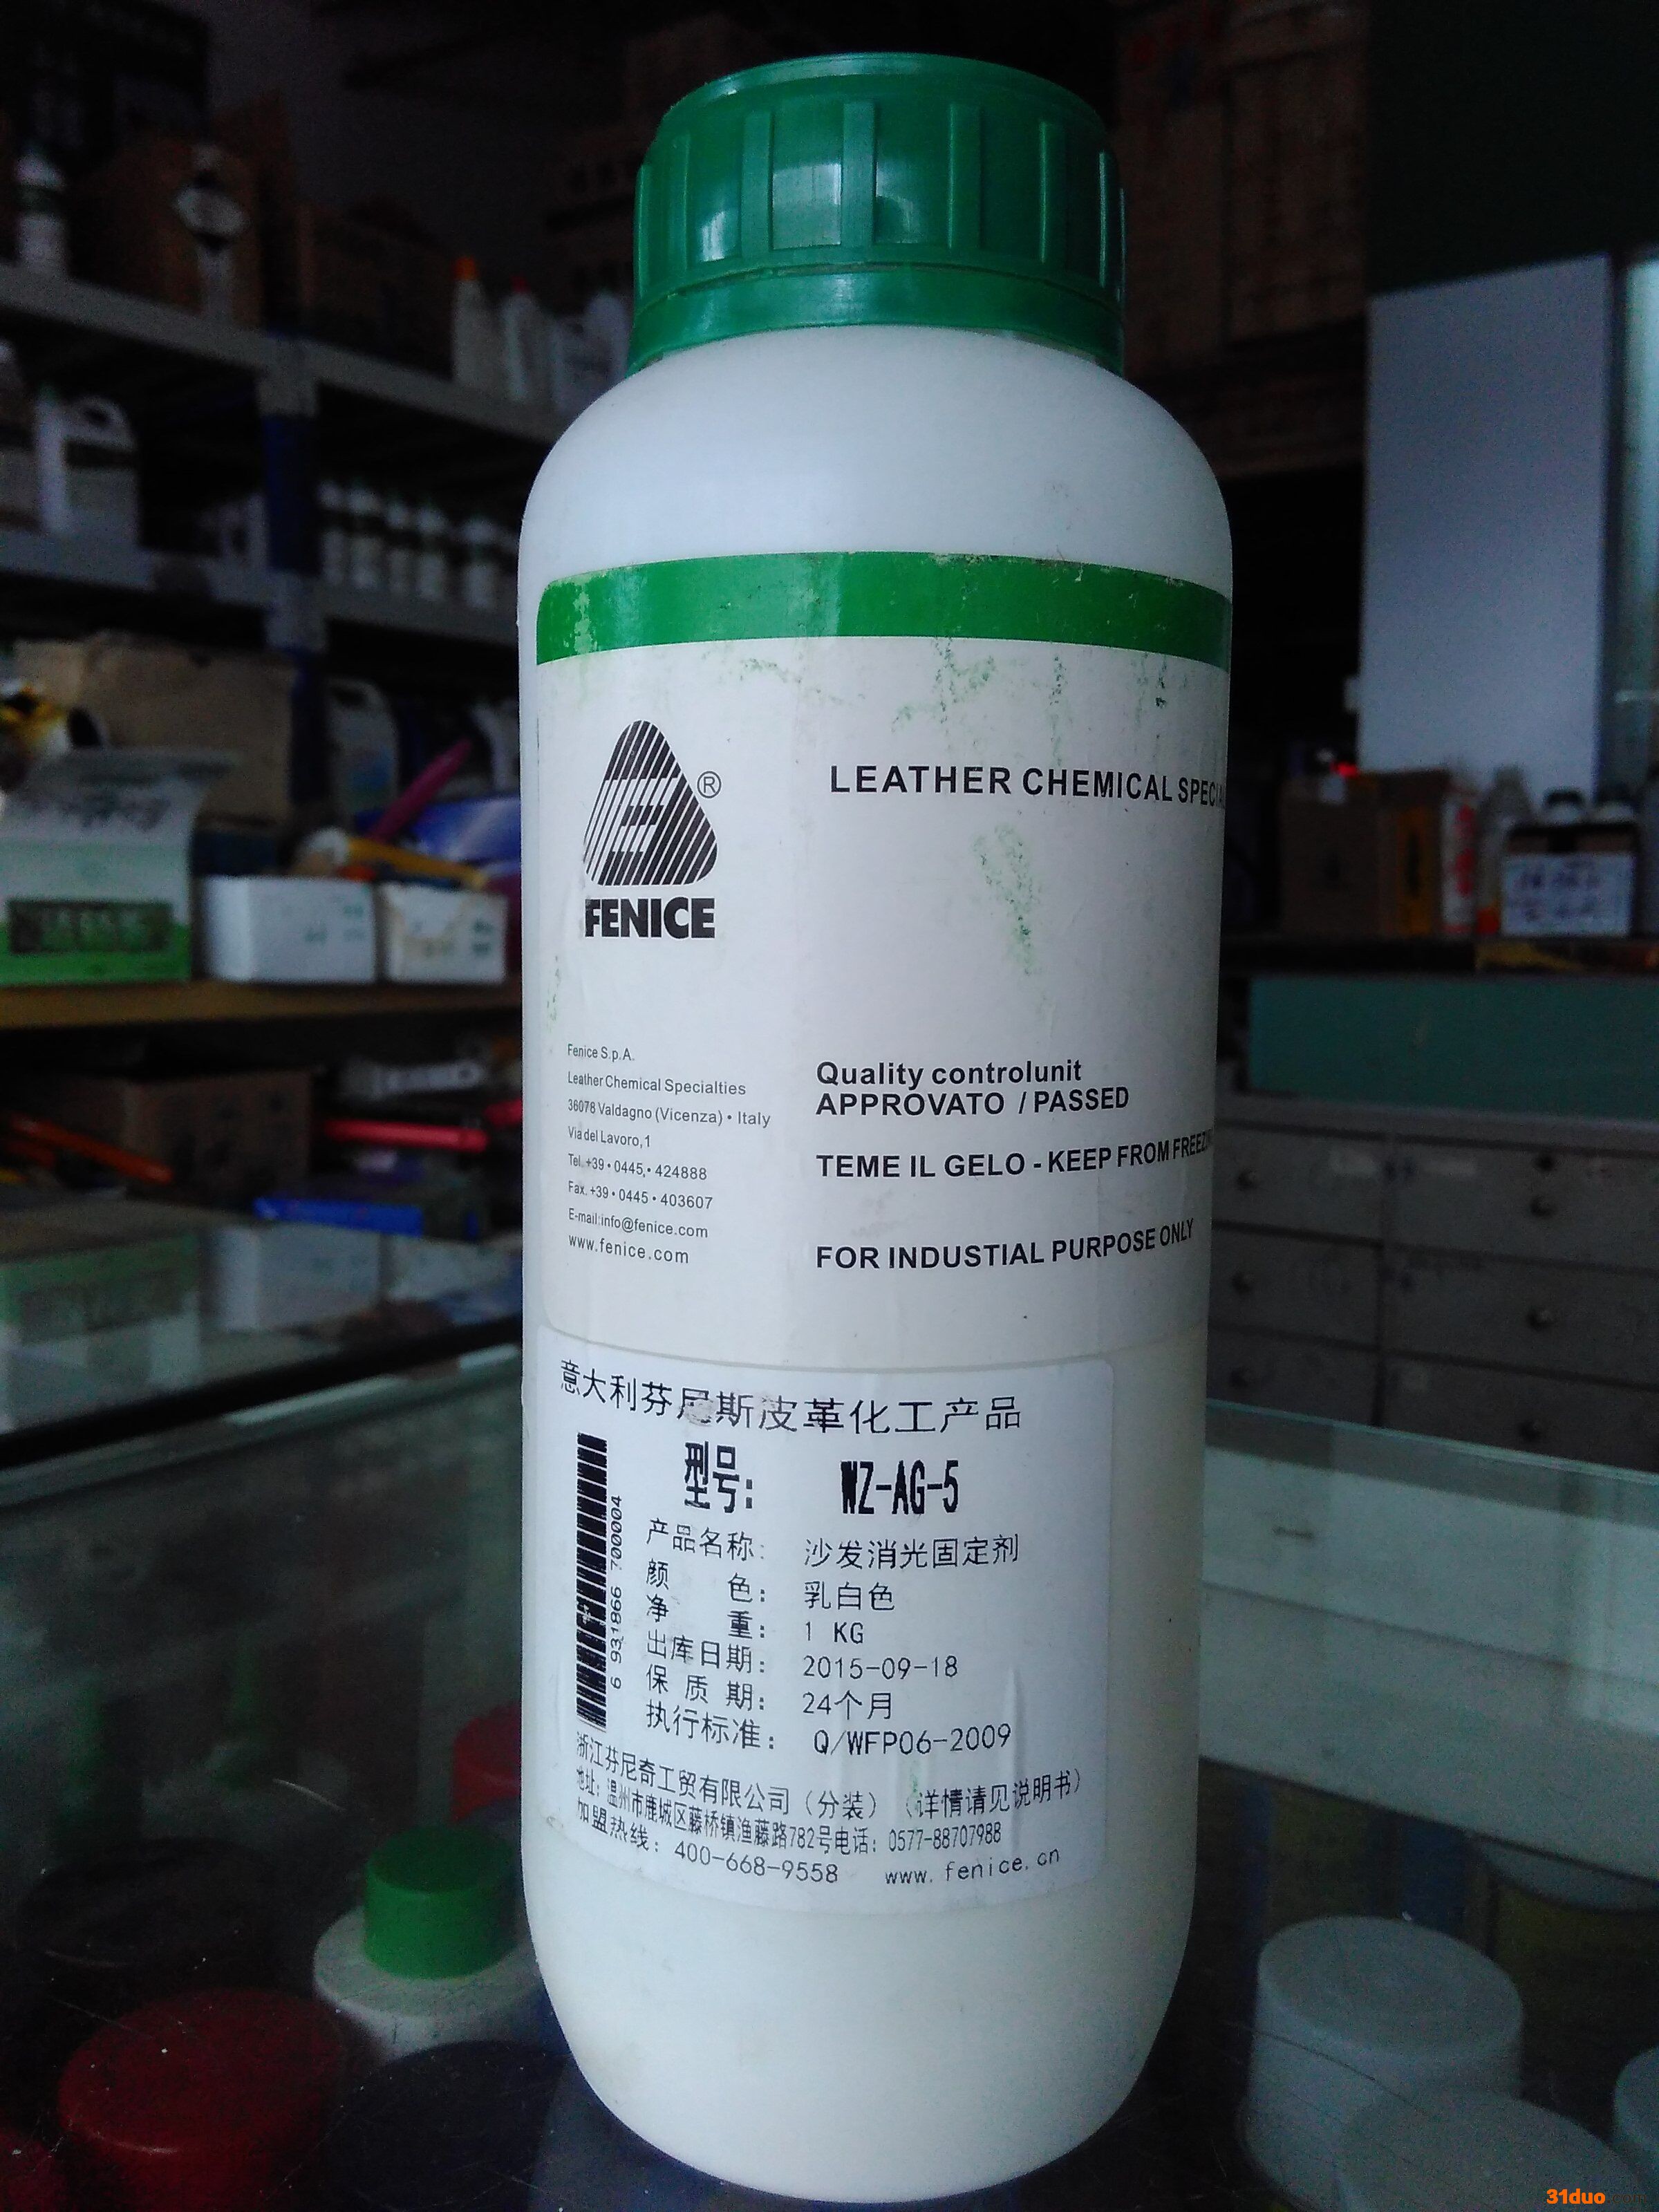 ®
FENICE
LEATHER CHEMICAL
Fenice S.p.A.
Leather Chemical Specialties
36078 Valdagno (Vicenza) • Italy
Via del Lavoro,1
Tel. +39 • 0445,• 424888
Fax. +39 • 0445 • 403607
E-mail:info@fenice.com
www.fenice.com
Quality controlunit
APPROVATO / PASSED
TEME IL GELO - KEEP FROM
FOR INDUSTIAL PURPOSE ONLY
意大利芬尼斯皮革化工产品
型号: WZ-AG-5
产品名称: 沙发消光固定剂
颜 色: 乳白色
净 重: 1 KG
出库日期: 2015-09-18
保 质 期: 24个月
执行标准: Q/WFP06-2009
6 931866 700004
浙江芬尼奇工贸有限公司（分装）（详情请见说明书）
地址: 温州市鹿城区藤桥镇渔藤路782号电话: 0577-88707988
加盟热线: 400-668-9558 www.fenice.cn
31duo